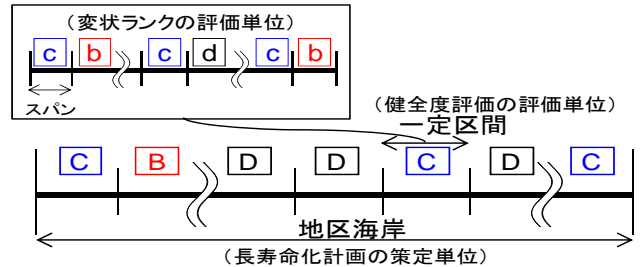 (変状ランクの評価単位)
c b c d c b
スパン
(健全度評価の評価単位)
一定区間
C B D D C D C
地区海岸
(長寿命化計画の策定単位)